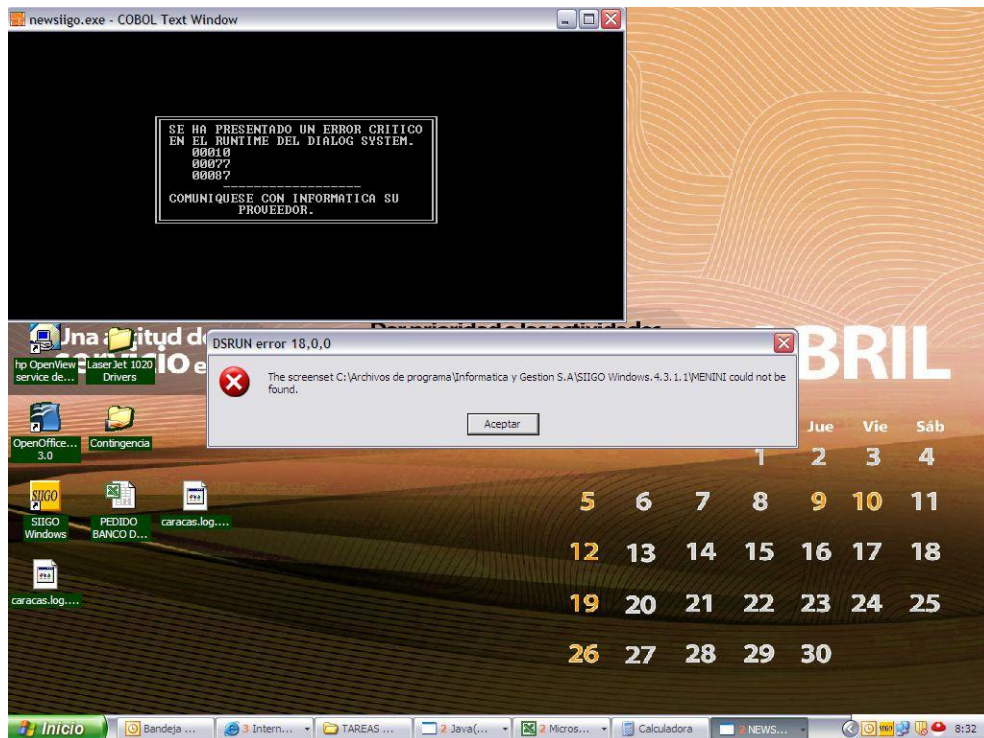 newsiigo.exe - COBOL Text Window
SE HA PRESENTADO UN ERROR CRITICO
EN EL RUNTIME DEL DIALOG SYSTEM.
00010
00077
00087
-------------------
COMUNIQUESE CON INFORMATICA SU
PROVEEDOR.
DSRUN error 18,0,0
The screenset C:\Archivos de programa\Informatica y Gestion S.A\SIIGO Windows.4.3.1.1\MENINI could not be
found.
Aceptar
BRIL
hp OpenView
service de...
LaserJet 1020
Drivers
OpenOffice...
3.0
Contingencia
SIIGO
SIIGO
Windows
PEDIDO
BANCO D...
caracas.log....
caracas.log....
Jue Vie Sáb
1 2 3 4
5 6 7 8 9 10 11
12 13 14 15 16 17 18
19 20 21 22 23 24 25
26 27 28 29 30
Inicio
Bandeja ...
3 Intern...
TAREAS ...
2 Java(...
2 Micros...
Calculadora
2 NEWS...
8:32